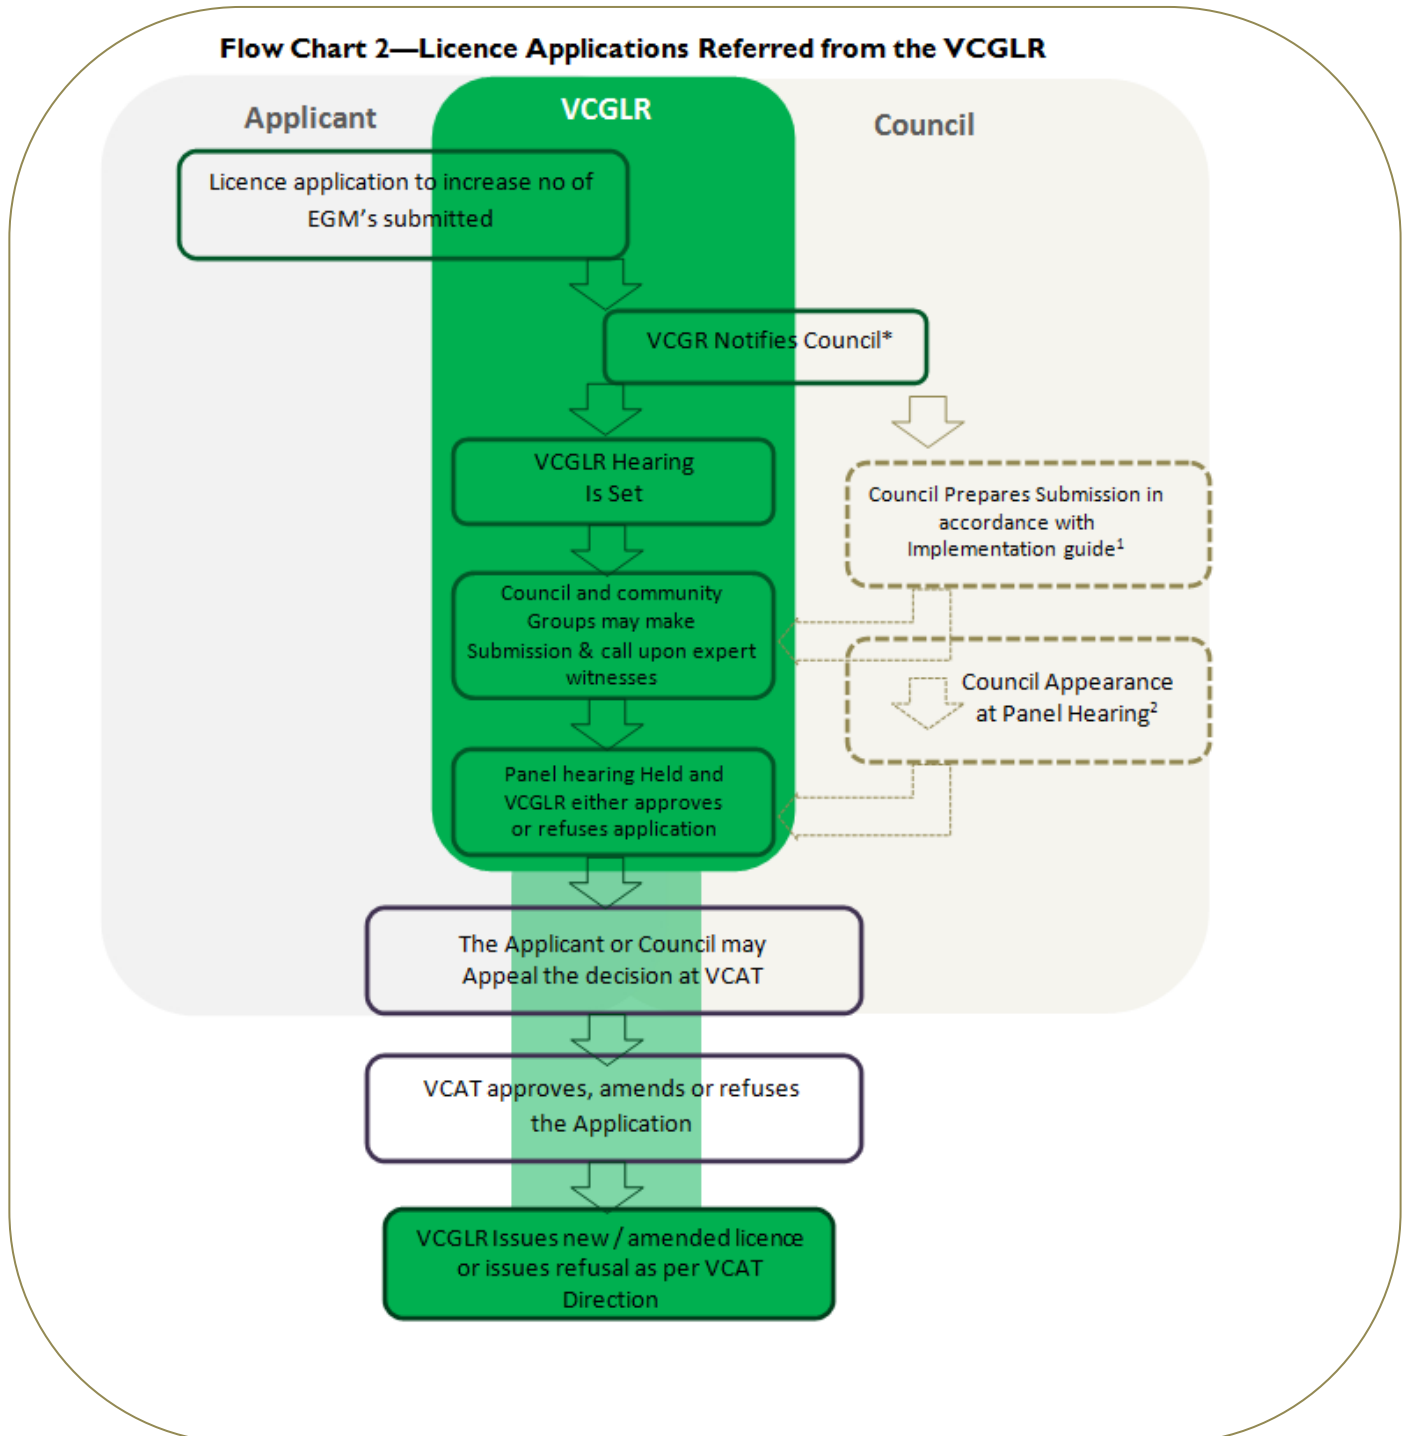 Flow Chart 2—Licence Applications Referred from the VCGLR
Applicant
VCGLR
Council
Licence application to increase no of
EGM’s submitted
VCGR Notifies Council*
VCGLR Hearing
Is Set
Council Prepares Submission in
accordance with
Implementation guide¹
Council and community
Groups may make
Submission & call upon expert
witnesses
Council Appearance
at Panel Hearing²
Panel hearing Held and
VCGLR either approves
or refuses application
The Applicant or Council may
Appeal the decision at VCAT
VCAT approves, amends or refuses
the Application
VCGLR Issues new / amended licence
or issues refusal as per VCAT
Direction